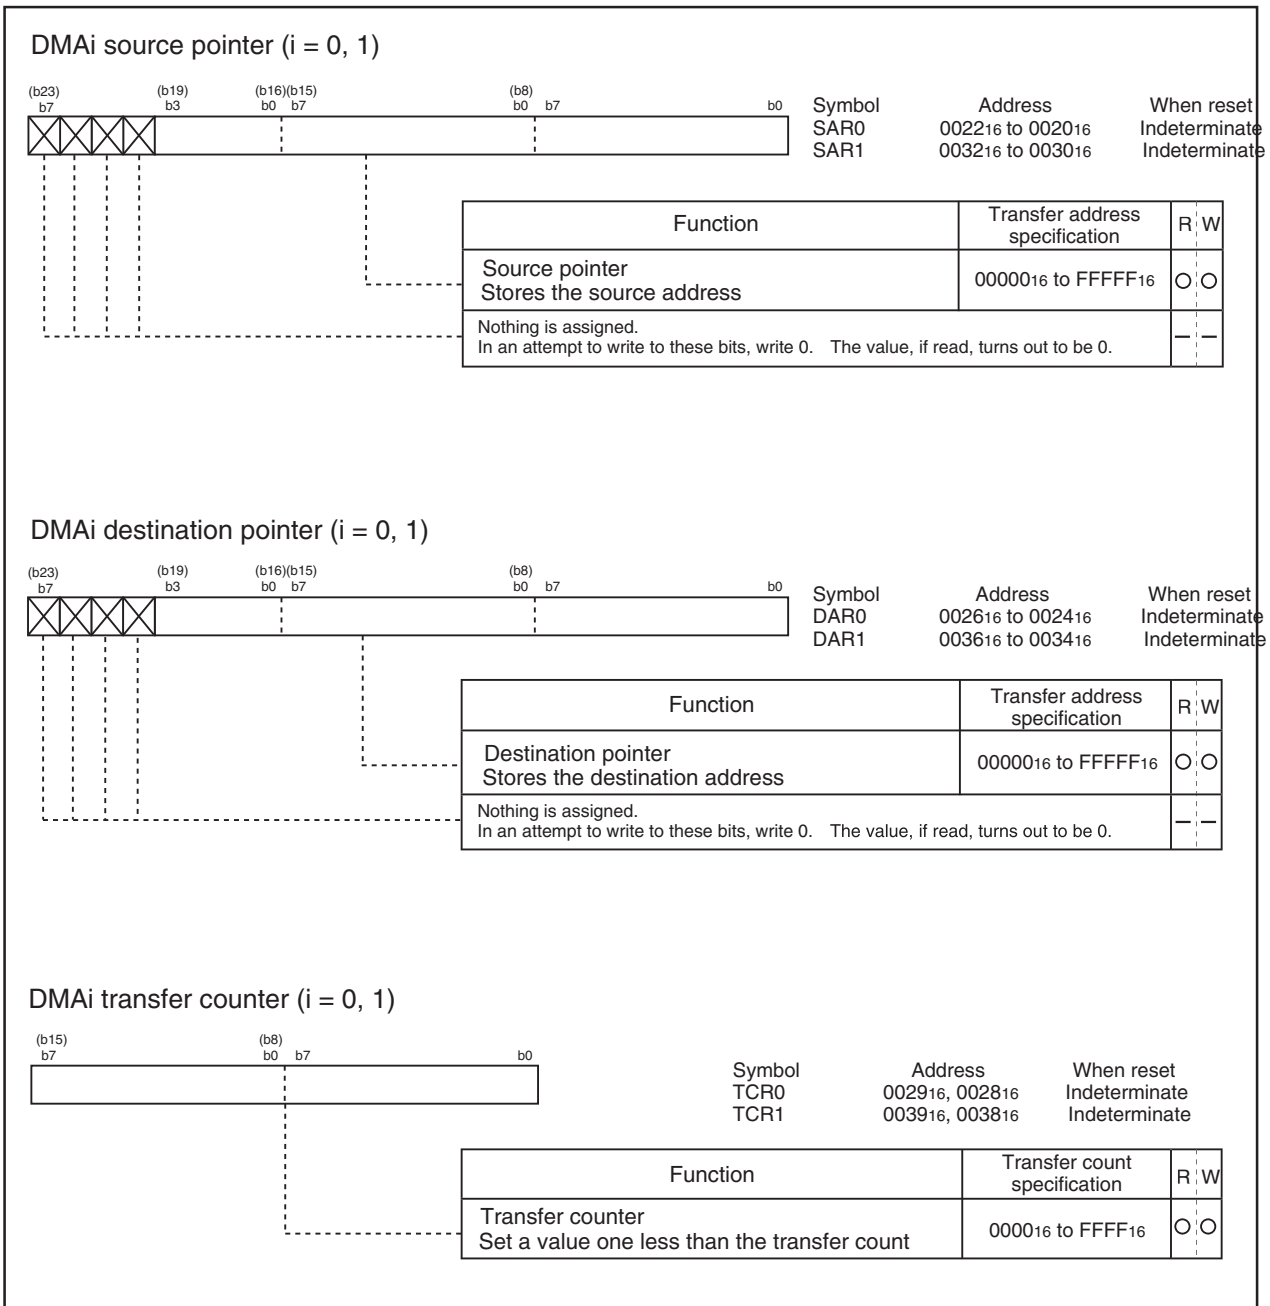 DMAi source pointer (i = 0, 1)
(b23) (b19) (b16)(b15) (b8)
b7 b3 b0 b7 b0 b7 b0
Symbol Address When reset
SAR0 002216 to 002016 Indeterminate
SAR1 003216 to 003016 Indeterminate
Function Transfer address specification R W
Source pointer
Stores the source address 0000016 to FFFFF16
Nothing is assigned.
In an attempt to write to these bits, write 0. The value, if read, turns out to be 0.
DMAi destination pointer (i = 0, 1)
(b23) (b19) (b16)(b15) (b8)
b7 b3 b0 b7 b0 b7 b0
Symbol Address When reset
DAR0 002616 to 002416 Indeterminate
DAR1 003616 to 003416 Indeterminate
Function Transfer address specification R W
Destination pointer
Stores the destination address 0000016 to FFFFF16
Nothing is assigned.
In an attempt to write to these bits, write 0. The value, if read, turns out to be 0.
DMAi transfer counter (i = 0, 1)
(b15) (b8)
b7 b0 b7 b0
Symbol Address When reset
TCR0 002916, 002816 Indeterminate
TCR1 003916, 003816 Indeterminate
Function Transfer count specification R W
Transfer counter
Set a value one less than the transfer count 000016 to FFFF16